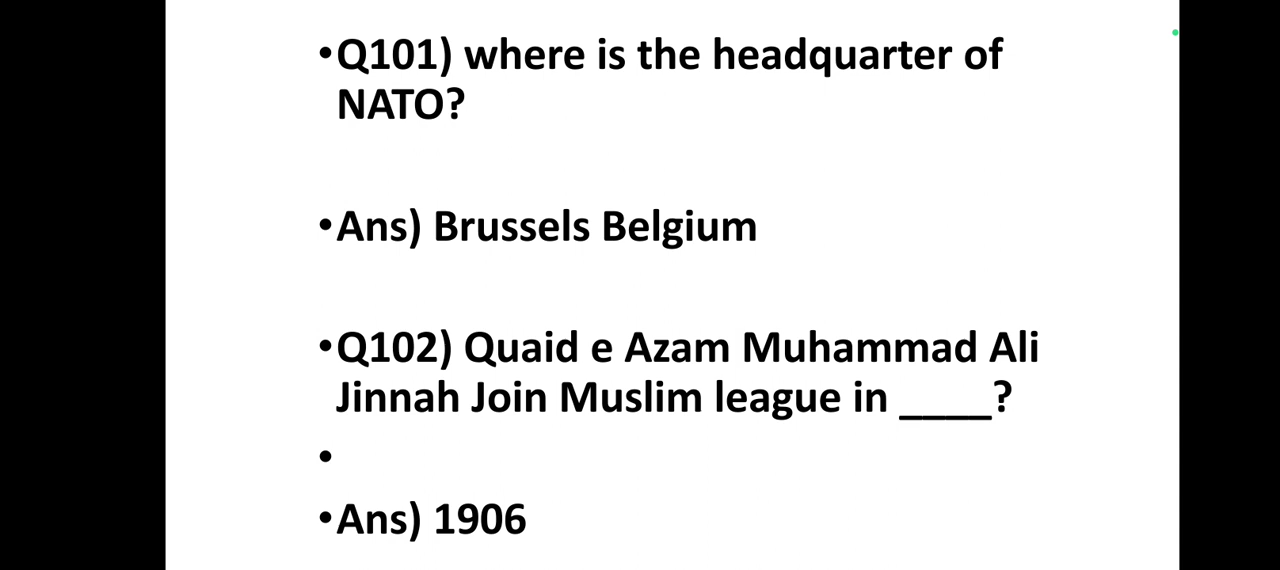 •Q101) where is the headquarter of
NATO?
•Ans) Brussels Belgium
•Q102) Quaid e Azam Muhammad Ali
Jinnah Join Muslim league in ____?
•
•Ans) 1906